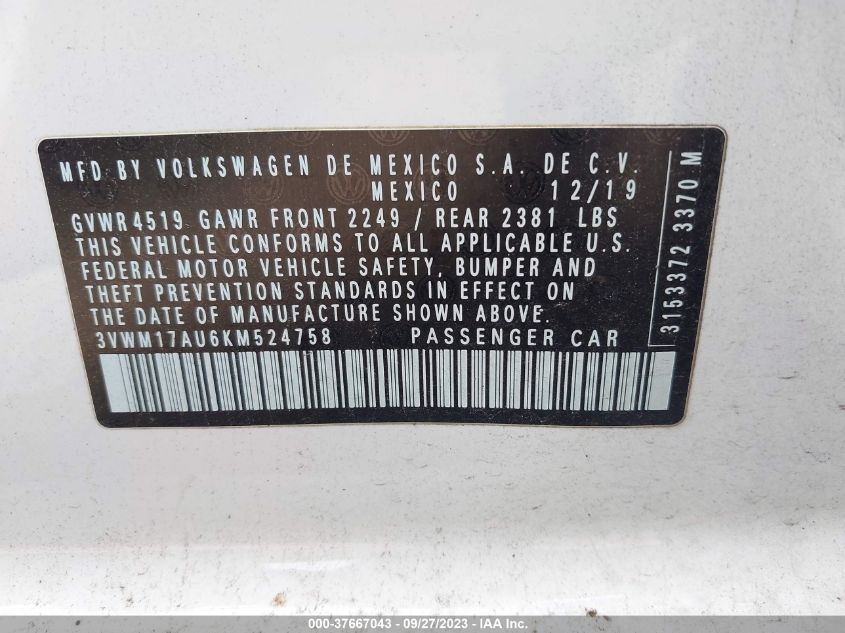 MFD BY VOLKSWAGEN DE MEXICO S.A. DE C.V.
MEXICO 12/19
GVWR 4519 GAWR FRONT 2249 / REAR 2381 LBS
THIS VEHICLE CONFORMS TO ALL APPLICABLE U.S.
FEDERAL MOTOR VEHICLE SAFETY, BUMPER AND
THEFT PREVENTION STANDARDS IN EFFECT ON
THE DATE OF MANUFACTURE SHOWN ABOVE.
3VWM17AU6KM524758 PASSENGER CAR
3153372 3370 M
000-37667043 - 09/27/2023 - IAA Inc.